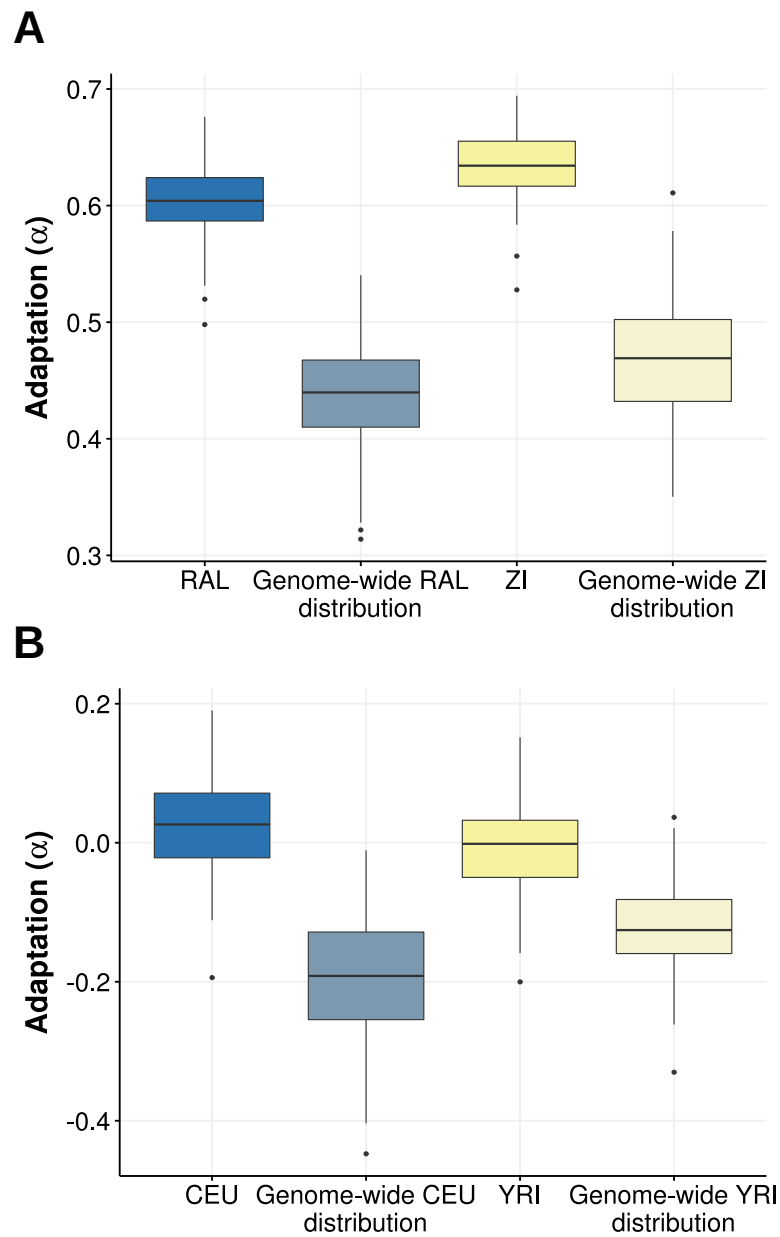 A
Adaptation (α)
0.7
0.6
0.5
0.4
0.3
RAL
Genome-wide RAL
distribution
ZI
Genome-wide ZI
distribution
B
Adaptation (α)
0.2
0.0
-0.2
-0.4
CEU
Genome-wide CEU
distribution
YRI
Genome-wide YRI
distribution